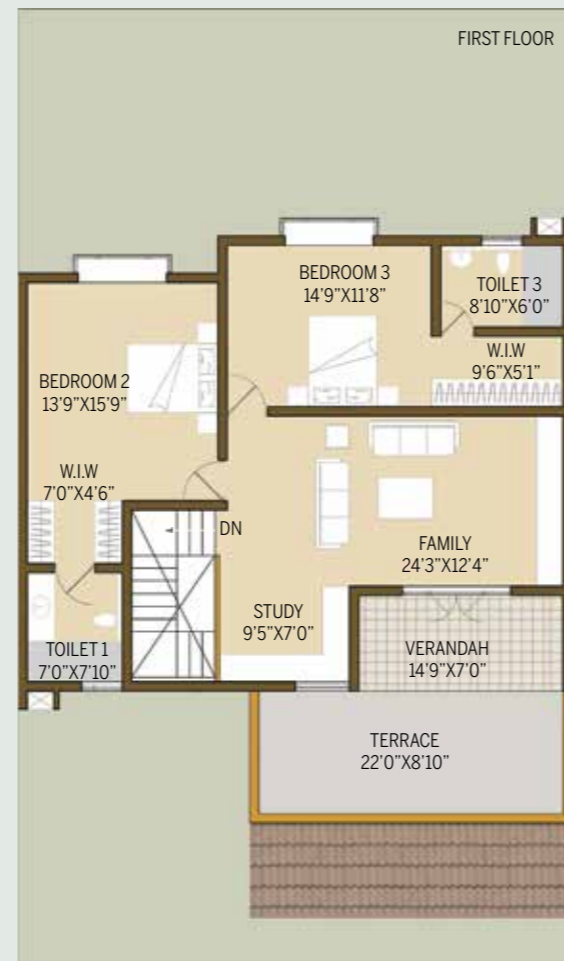 FIRST FLOOR
BEDROOM 3
14'9"X11'8"
TOILET 3
8'10"X6'0"
W.I.W
9'6"X5'1"
BEDROOM 2
13'9"X15'9"
W.I.W
7'0"X4'6"
DN
FAMILY
24'3"X12'4"
STUDY
9'5"X7'0"
TOILET 1
7'0"X7'10"
VERANDAH
14'9"X7'0"
TERRACE
22'0"X8'10"